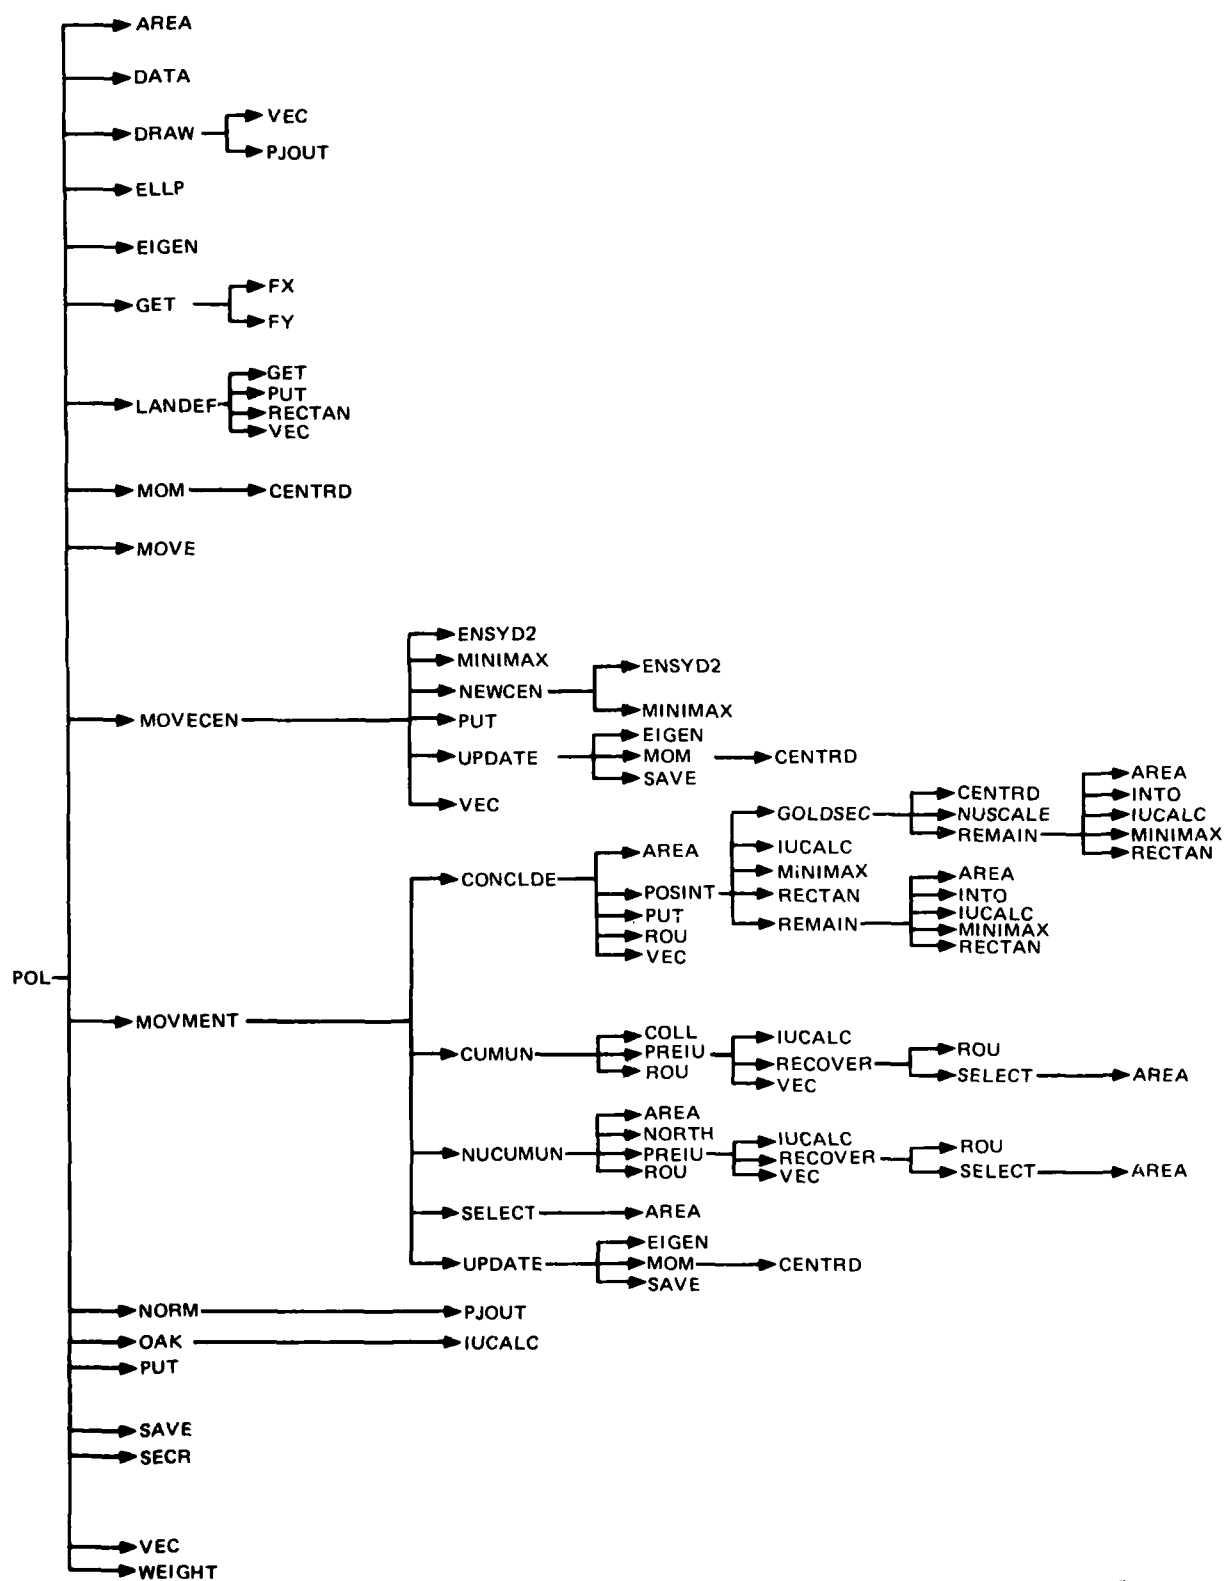 AREA
DATA
DRAW
VEC
PJOUT
ELLP
EIGEN
GET
FX
FY
LANDEF
GET
PUT
RECTAN
VEC
MOM
CENTRD
MOVE
MOVECEN
ENSYD2
MINIMAX
NEWCEN
ENSYD2
MINIMAX
PUT
UPDATE
EIGEN
MOM
CENTRD
SAVE
VEC
POL
MOVMENT
CONCLDE
AREA
POSINT
GOLDSEC
CENTRD
NUSCALE
REMAIN
AREA
INTO
IUCALC
MINIMAX
RECTAN
IUCALC
MiNIMAX
RECTAN
REMAIN
AREA
INTO
IUCALC
MINIMAX
RECTAN
PUT
ROU
VEC
CUMUN
COLL
PREIU
IUCALC
RECOVER
ROU
SELECT
AREA
VEC
ROU
NUCUMUN
AREA
NORTH
PREIU
IUCALC
RECOVER
ROU
SELECT
AREA
VEC
ROU
SELECT
AREA
UPDATE
EIGEN
MOM
CENTRD
SAVE
NORM
PJOUT
OAK
IUCALC
PUT
SAVE
SECR
VEC
WEIGHT